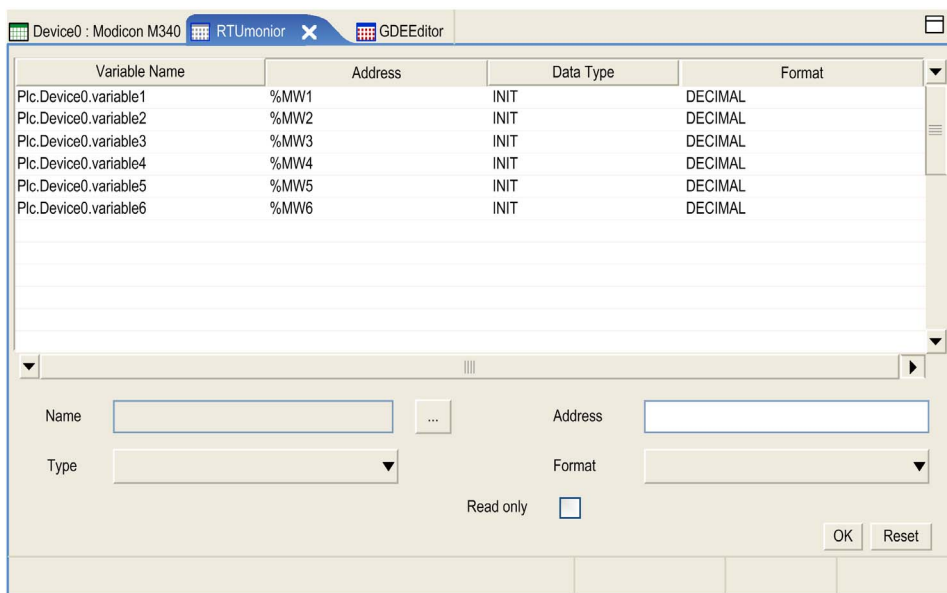 Device0 : Modicon M340 RTUmonior GDEEditor
Variable Name Address Data Type Format
Plc.Device0.variable1 %MW1 INIT DECIMAL
Plc.Device0.variable2 %MW2 INIT DECIMAL
Plc.Device0.variable3 %MW3 INIT DECIMAL
Plc.Device0.variable4 %MW4 INIT DECIMAL
Plc.Device0.variable5 %MW5 INIT DECIMAL
Plc.Device0.variable6 %MW6 INIT DECIMAL
Name ... Address
Type Format
Read only
OK Reset